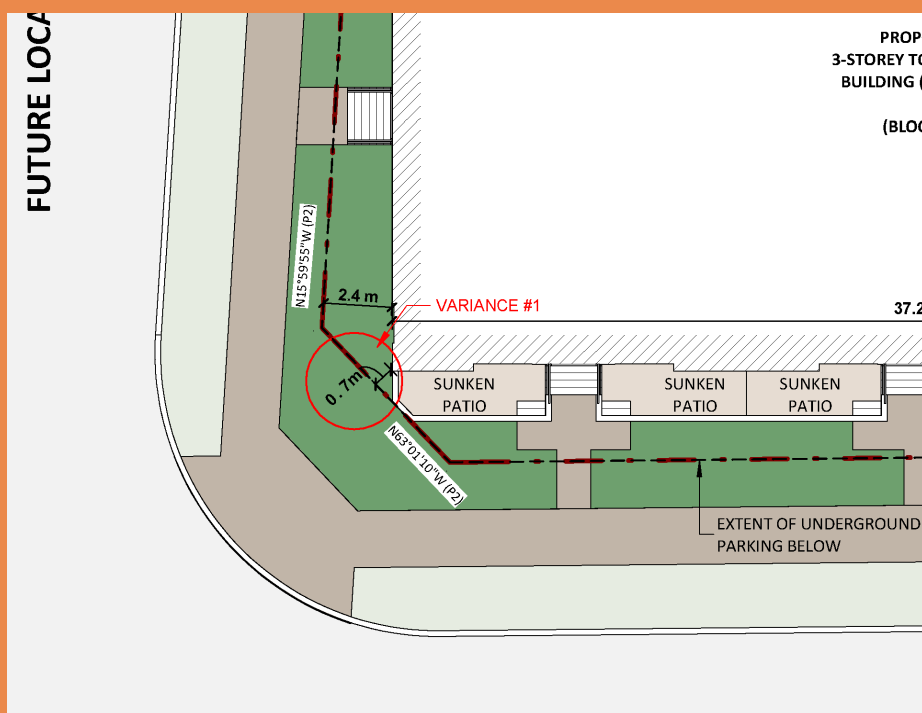 FUTURE LOCA
PROP
3-STOREY TO
BUILDING (
(BLOC
N15°59'55"W (P2)
2.4 m
VARIANCE #1
37.2
0.7m
SUNKEN
PATIO
SUNKEN
PATIO
SUNKEN
PATIO
N63°01'10"W (P2)
EXTENT OF UNDERGROUND
PARKING BELOW